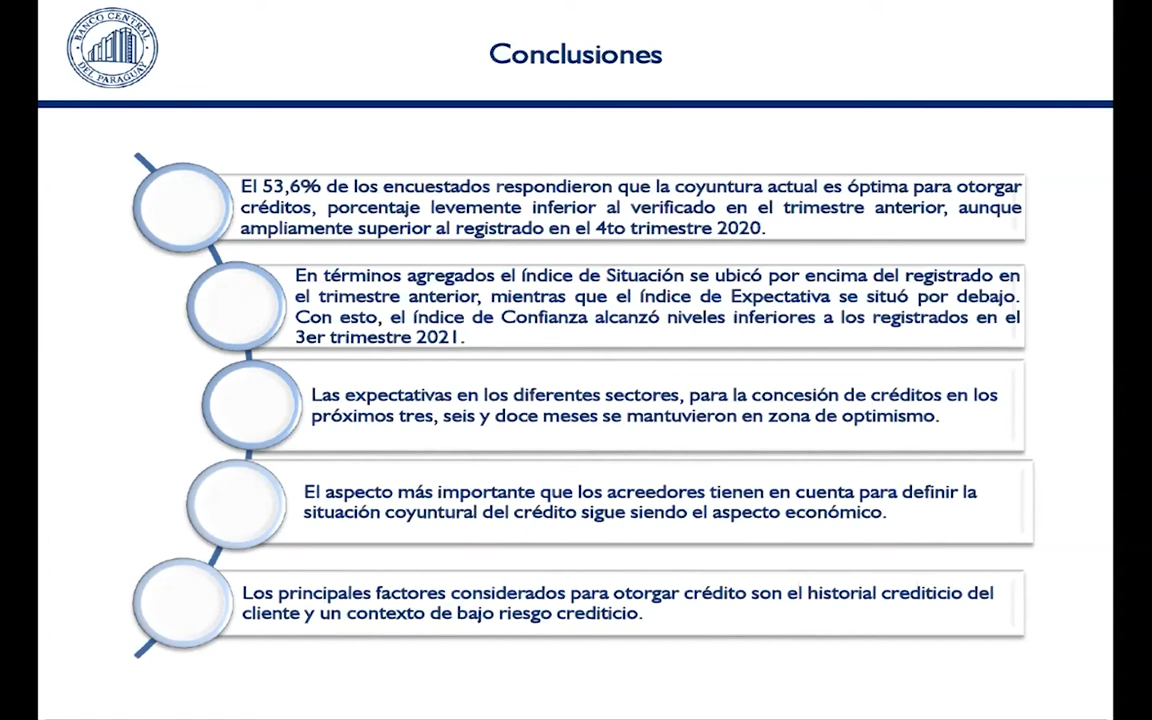 BANCO CENTRAL DEL PARAGUAY
Conclusiones
El 53,6% de los encuestados respondieron que la coyuntura actual es óptima para otorgar
créditos, porcentaje levemente inferior al verificado en el trimestre anterior, aunque
ampliamente superior al registrado en el 4to trimestre 2020.
En términos agregados el índice de Situación se ubicó por encima del registrado en
el trimestre anterior, mientras que el índice de Expectativa se situó por debajo.
Con esto, el índice de Confianza alcanzó niveles inferiores a los registrados en el
3er trimestre 2021.
Las expectativas en los diferentes sectores, para la concesión de créditos en los
próximos tres, seis y doce meses se mantuvieron en zona de optimismo.
El aspecto más importante que los acreedores tienen en cuenta para definir la
situación coyuntural del crédito sigue siendo el aspecto económico.
Los principales factores considerados para otorgar crédito son el historial crediticio del
cliente y un contexto de bajo riesgo crediticio.